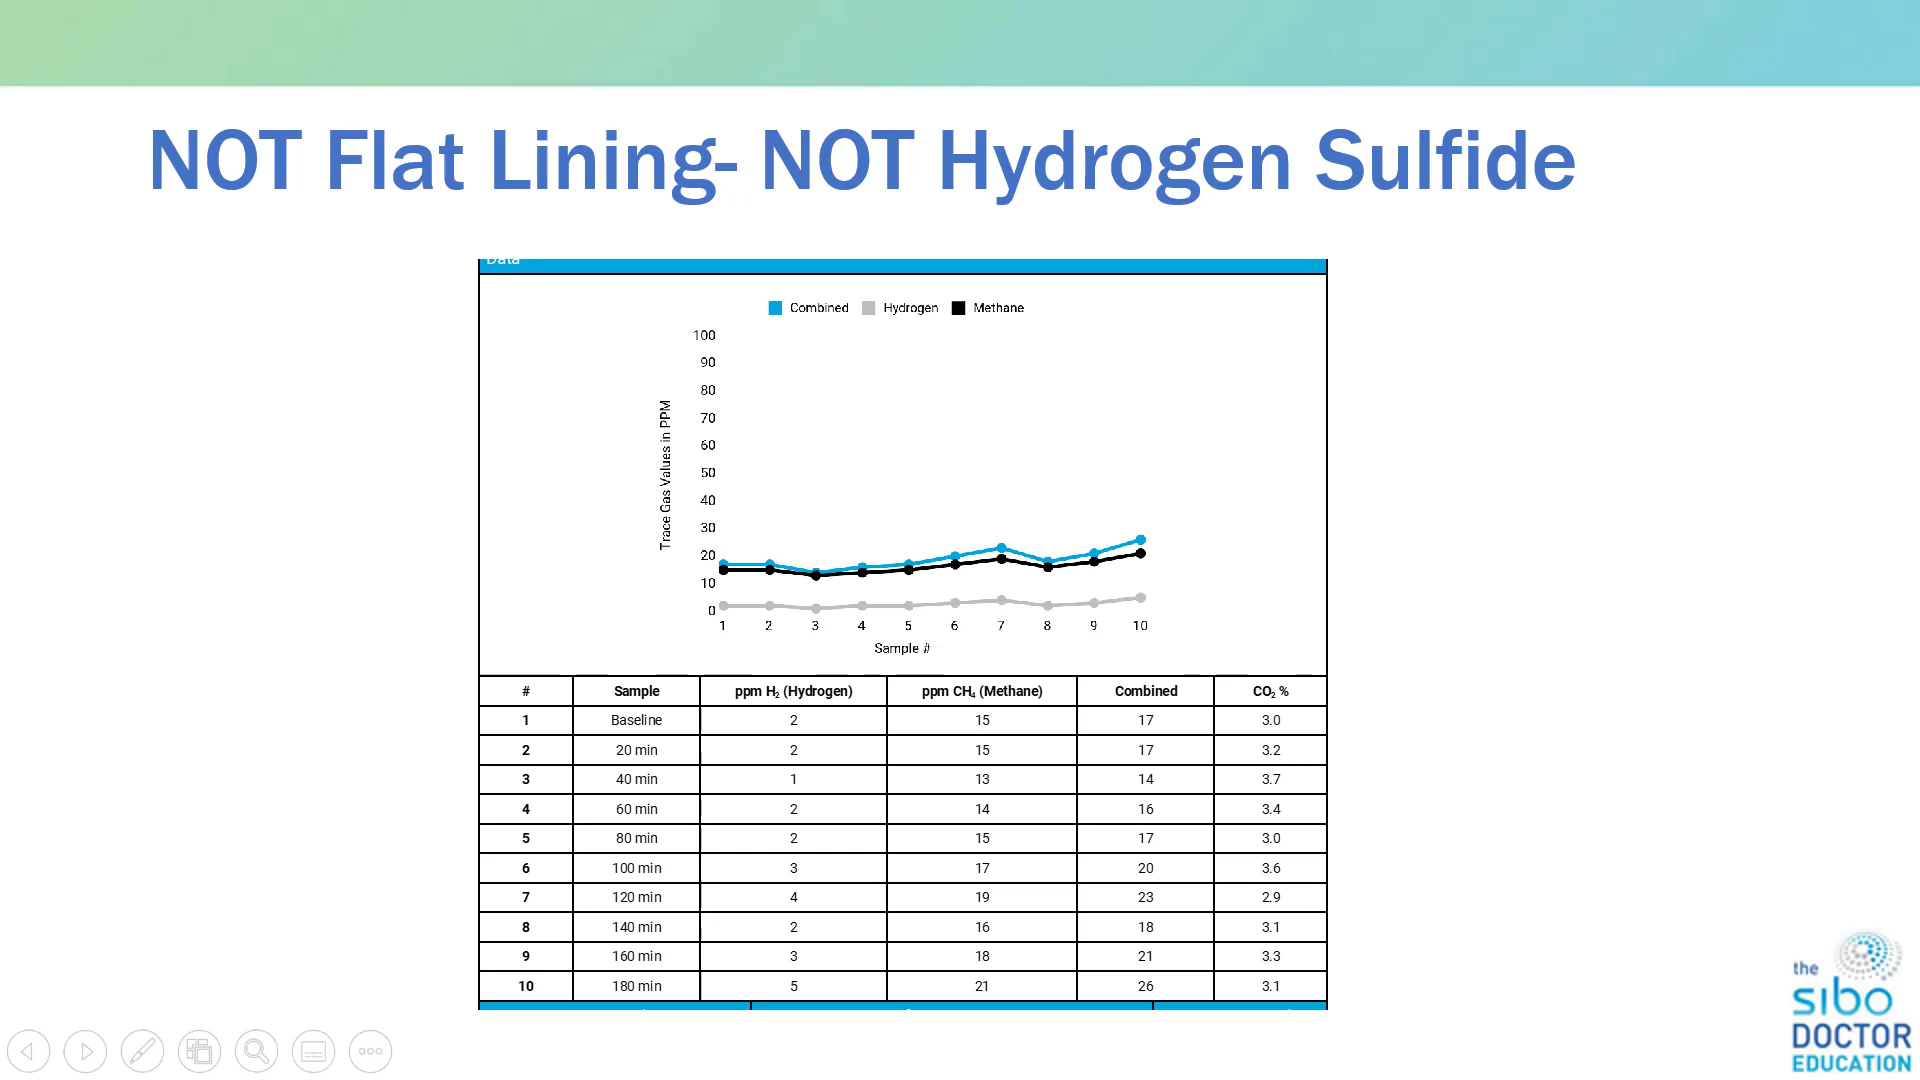 NOT Flat Lining- NOT Hydrogen Sulfide
Data
Combined Hydrogen Methane
Trace Gas Values in PPM
100
90
80
70
60
50
40
30
20
10
0
1 2 3 4 5 6 7 8 9 10
Sample #
# Sample ppm H₂ (Hydrogen) ppm CH₄ (Methane) Combined CO₂ %
1 Baseline 2 15 17 3.0
2 20 min 2 15 17 3.2
3 40 min 1 13 14 3.7
4 60 min 2 14 16 3.4
5 80 min 2 15 17 3.0
6 100 min 3 17 20 3.6
7 120 min 4 19 23 2.9
8 140 min 2 16 18 3.1
9 160 min 3 18 21 3.3
10 180 min 5 21 26 3.1
the
sibo
DOCTOR
EDUCATION